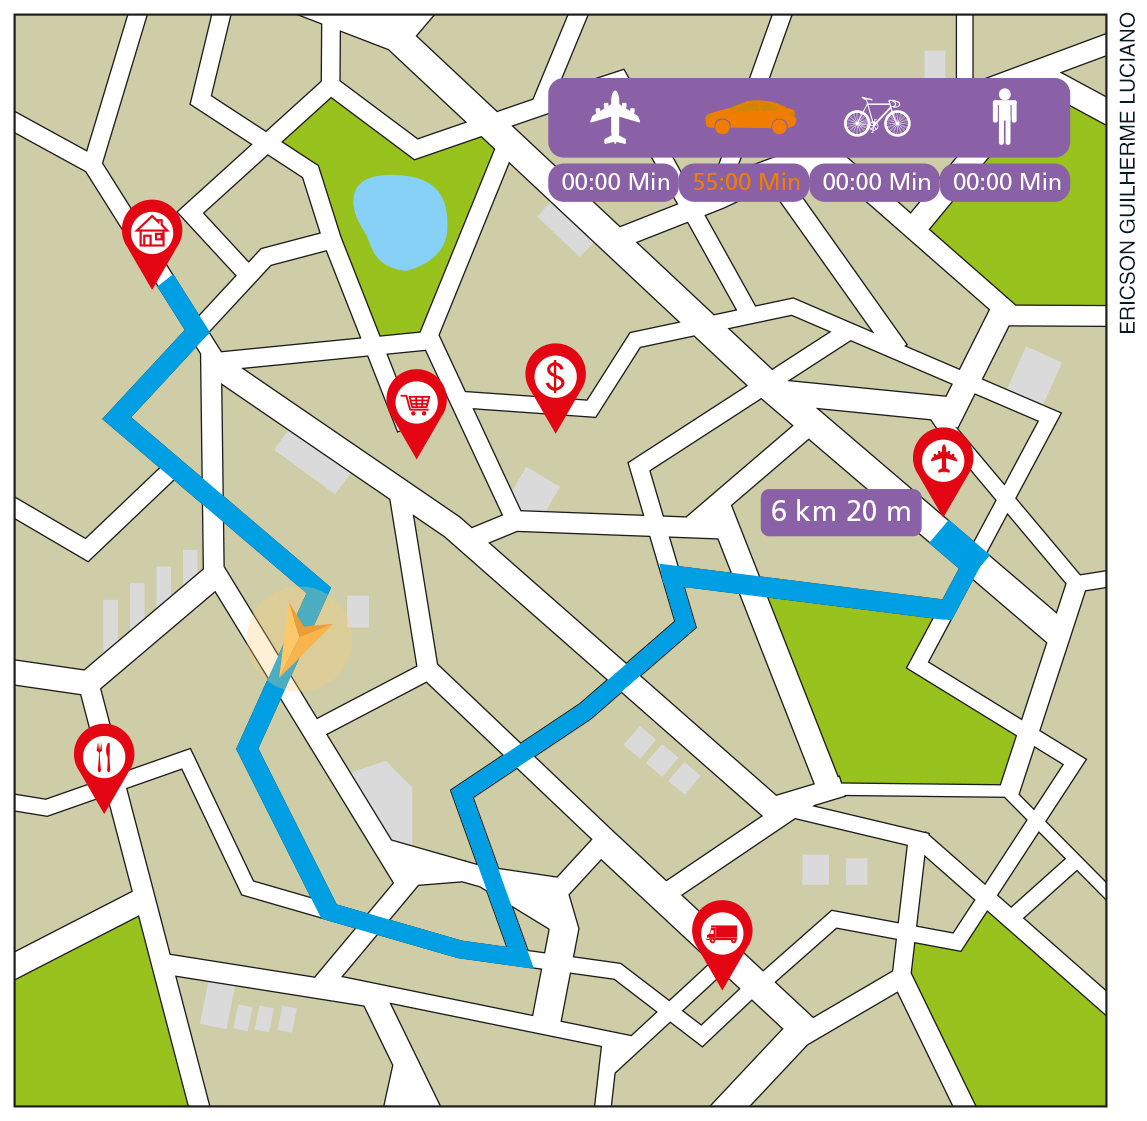 00:00 Min 55:00 Min 00:00 Min 00:00 Min
$
6 km 20 m
ERICSON GUILHERME LUCIANO